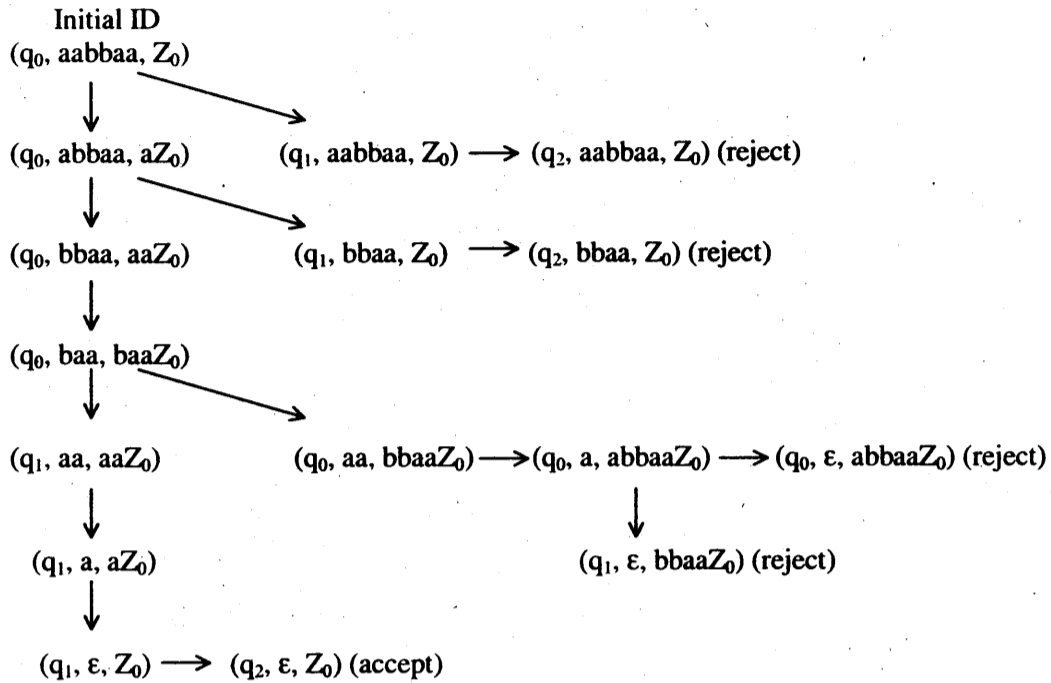 Initial ID
(q₀, aabbaa, Z₀)
(q₀, abbaa, aZ₀) (q₁, aabbaa, Z₀) → (q₂, aabbaa, Z₀) (reject)
(q₀, bbaa, aaZ₀) (q₁, bbaa, Z₀) → (q₂, bbaa, Z₀) (reject)
(q₀, baa, baaZ₀)
(q₁, aa, aaZ₀) (q₀, aa, bbaaZ₀) → (q₀, a, abbaaZ₀) → (q₀, ε, abbaaZ₀) (reject)
(q₁, a, aZ₀) (q₁, ε, bbaaZ₀) (reject)
(q₁, ε, Z₀) → (q₂, ε, Z₀) (accept)